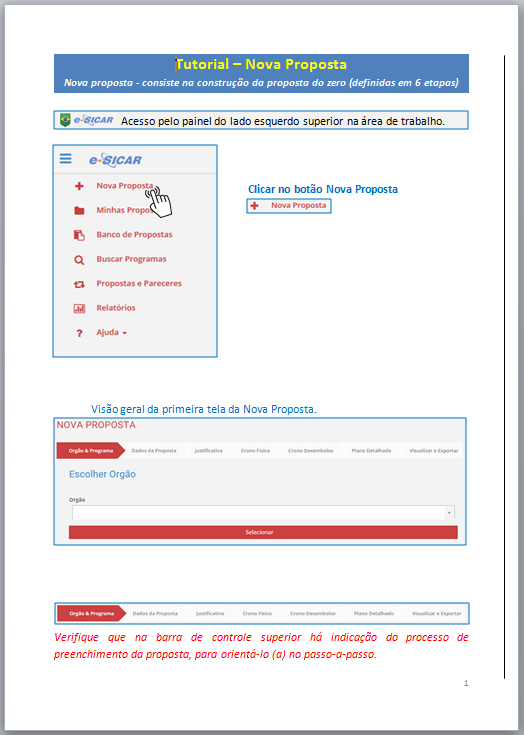 Tutorial – Nova Proposta
Nova proposta - consiste na construção da proposta do zero (definidas em 6 etapas)
e-SICAR Acesso pelo painel do lado esquerdo superior na área de trabalho.
e-SICAR
Nova Proposta
Minhas Propos
Banco de Propostas
Buscar Programas
Propostas e Pareceres
Relatórios
Ajuda
Clicar no botão Nova Proposta
Nova Proposta
Visão geral da primeira tela da Nova Proposta.
NOVA PROPOSTA
Orgão & Programa Dados da Proposta Justificativa Crono Físico Crono Desembolso Plano Detalhado Visualizar e Exportar
Escolher Orgão
Orgão
Selecionar
Orgão & Programa Dados da Proposta Justificativa Crono Físico Crono Desembolso Plano Detalhado Visualizar e Exportar
Verifique que na barra de controle superior há indicação do processo de
preenchimento da proposta, para orientá-lo (a) no passo-a-passo.
1